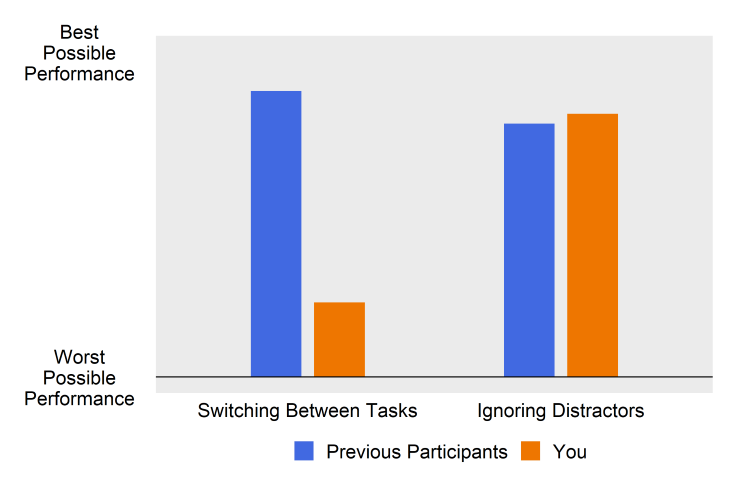 Best
Possible
Performance
Worst
Possible
Performance
Switching Between Tasks
Ignoring Distractors
Previous Participants
You